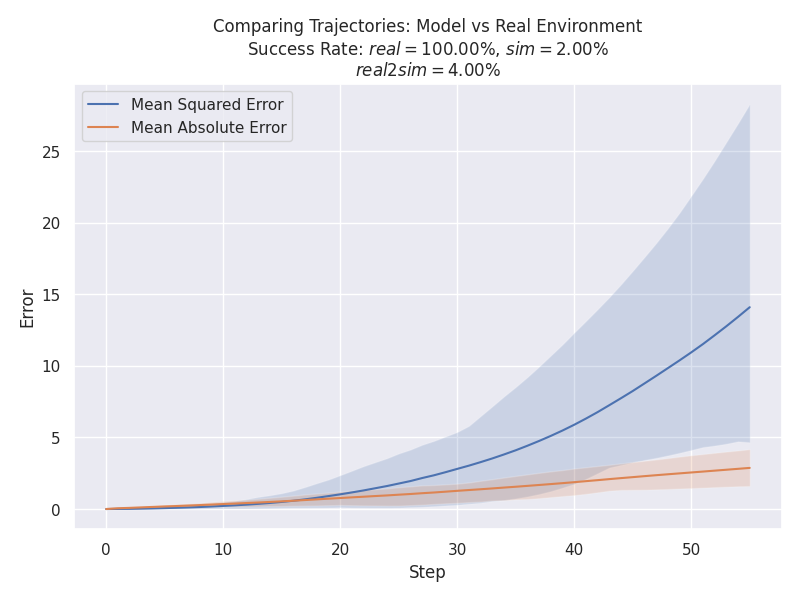 Comparing Trajectories: Model vs Real Environment
Success Rate: real = 100.00%, sim = 2.00%
real2sim = 4.00%
Mean Squared Error
Mean Absolute Error
25
20
15
10
5
0
Error
0 10 20 30 40 50
Step